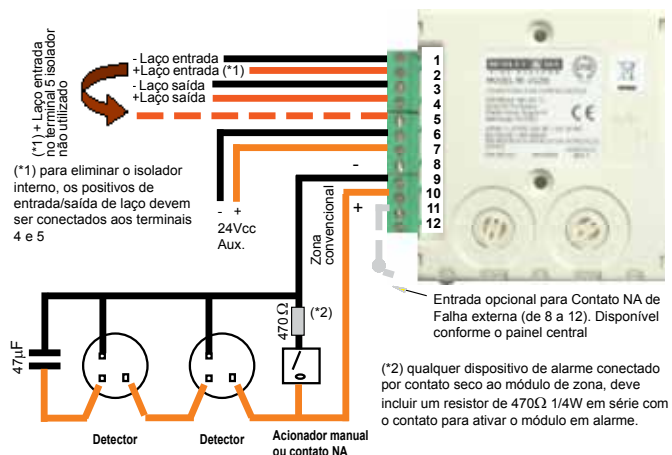 - Laço entrada
+Laço entrada (*1)
- Laço saída
+Laço saída
1
2
3
4
5
6
7
8
9
10
11
12
(*1) + Laço entrada
no terminal 5 isolador
não utilizado
(*1) para eliminar o isolador
interno, os positivos de
entrada/saída de laço devem
ser conectados aos terminais
4 e 5
- +
24Vcc
Aux.
Zona
convencional
-
+
Entrada opcional para Contato NA de
Falha externa (de 8 a 12). Disponível
conforme o painel central
470Ω
(*2)
47µF
(*2) qualquer dispositivo de alarme conectado
por contato seco ao módulo de zona, deve
incluir um resistor de 470Ω 1/4W em série com
o contato para ativar o módulo em alarme.
Detector
Detector
Acionador manual
ou contato NA
CE